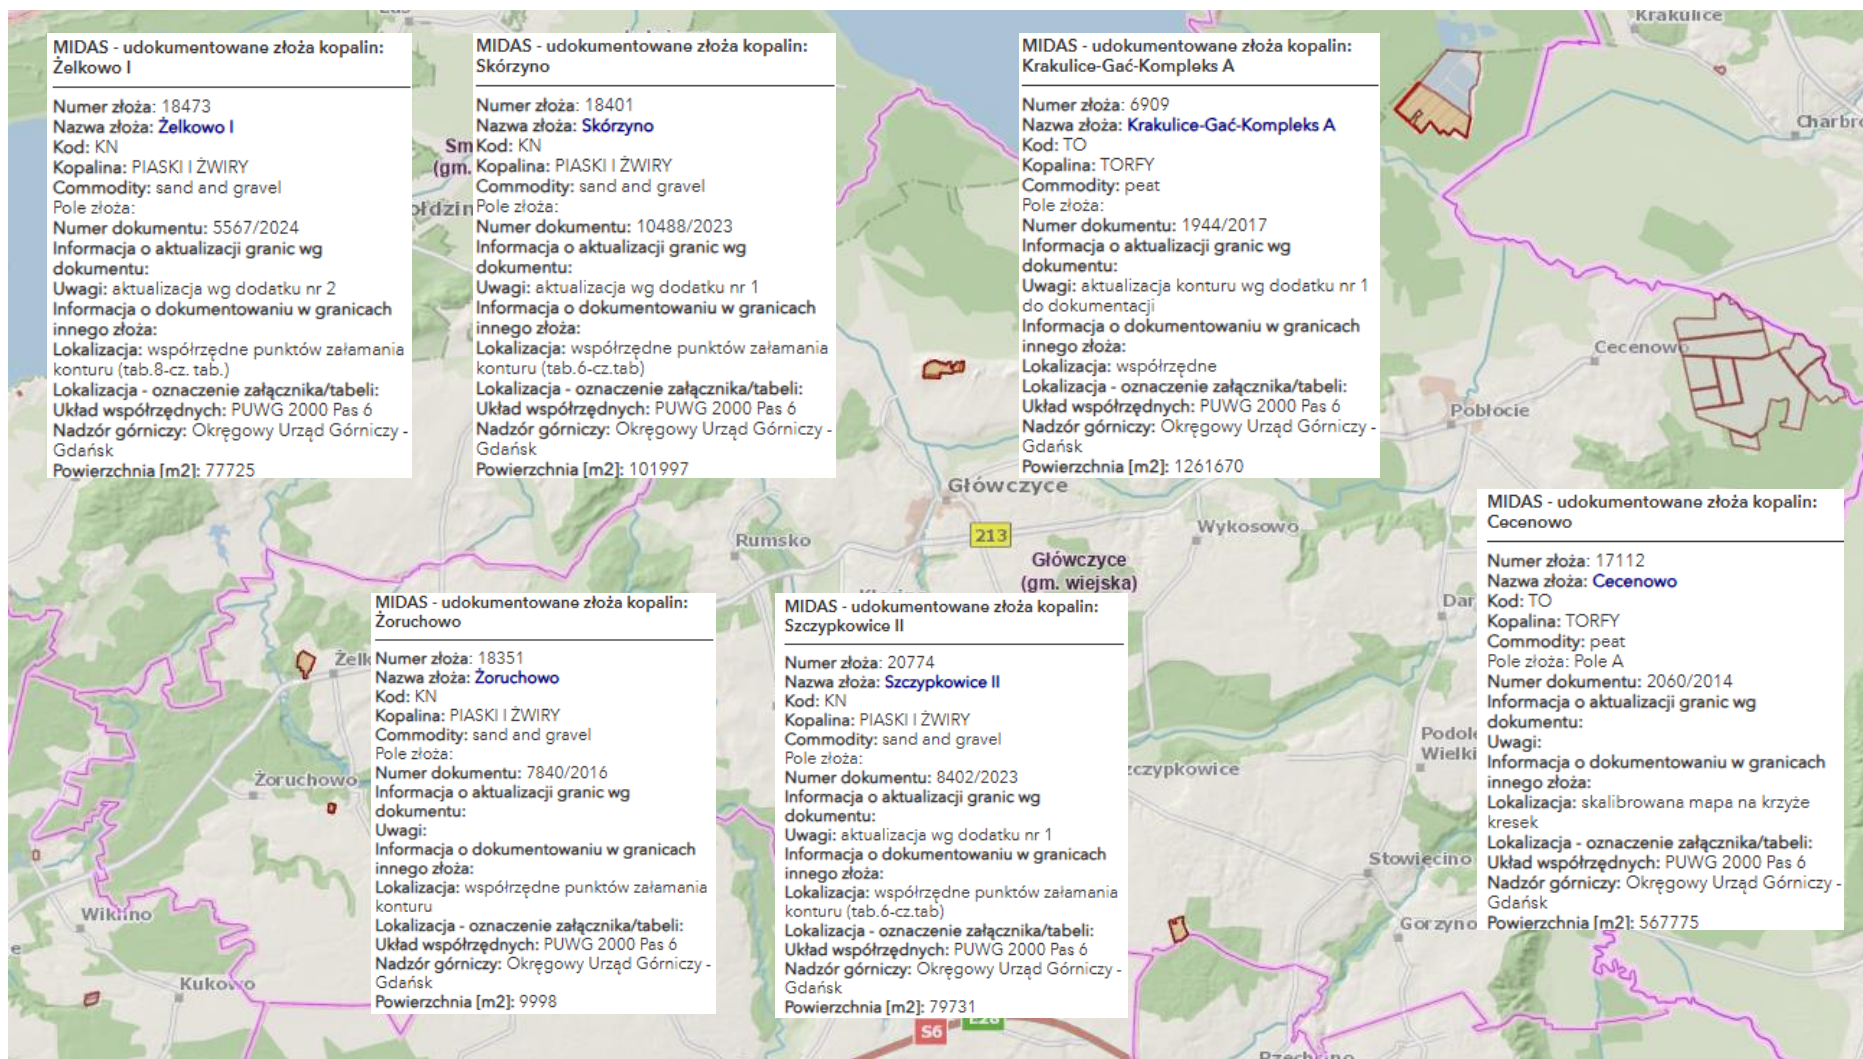 MIDAS - udokumentowane złoża kopalin:
Żelkowo I
Numer złoża: 18473
Nazwa złoża: Żelkowo I
Kod: KN
Kopalina: PIASKI I ŻWIRY
Commodity: sand and gravel
Pole złoża:
Numer dokumentu: 5567/2024
Informacja o aktualizacji granic wg
dokumentu:
Uwagi: aktualizacja wg dodatku nr 2
Informacja o dokumentowaniu w granicach
innego złoża:
Lokalizacja: współrzędne punktów załamania
konturu (tab.8-cz. tab.)
Lokalizacja - oznaczenie załącznika/tabeli:
Układ współrzędnych: PUWG 2000 Pas 6
Nadzór górniczy: Okręgowy Urząd Górniczy -
Gdańsk
Powierzchnia [m2]: 77725
MIDAS - udokumentowane złoża kopalin:
Skórzyno
Numer złoża: 18401
Nazwa złoża: Skórzyno
Kod: KN
Kopalina: PIASKI I ŻWIRY
Commodity: sand and gravel
Pole złoża:
Numer dokumentu: 10488/2023
Informacja o aktualizacji granic wg
dokumentu:
Uwagi: aktualizacja wg dodatku nr 1
Informacja o dokumentowaniu w granicach
innego złoża:
Lokalizacja: współrzędne punktów załamania
konturu (tab.6-cz.tab)
Lokalizacja - oznaczenie załącznika/tabeli:
Układ współrzędnych: PUWG 2000 Pas 6
Nadzór górniczy: Okręgowy Urząd Górniczy -
Gdańsk
Powierzchnia [m2]: 101997
MIDAS - udokumentowane złoża kopalin:
Krakulice-Gać-Kompleks A
Numer złoża: 6909
Nazwa złoża: Krakulice-Gać-Kompleks A
Kod: TO
Kopalina: TORFY
Commodity: peat
Pole złoża:
Numer dokumentu: 1944/2017
Informacja o aktualizacji granic wg
dokumentu:
Uwagi: aktualizacja konturu wg dodatku nr 1
do dokumentacji
Informacja o dokumentowaniu w granicach
innego złoża:
Lokalizacja: współrzędne
Lokalizacja - oznaczenie załącznika/tabeli:
Układ współrzędnych: PUWG 2000 Pas 6
Nadzór górniczy: Okręgowy Urząd Górniczy -
Gdańsk
Powierzchnia [m2]: 1261670
Krakulice
Charbro
Sm
(gm.
ołdzin
Cecenowo
Pobłocie
Główczyce
213
Główczyce
(gm. wiejska)
Rumsko
Wykosowo
Dar
Żelk
Żoruchowo
Podole
Wielki
zczypkowice
Stowięcino
Gorzyno
Wiklino
Kukowo
e
S6
E28
MIDAS - udokumentowane złoża kopalin:
Żoruchowo
Numer złoża: 18351
Nazwa złoża: Żoruchowo
Kod: KN
Kopalina: PIASKI I ŻWIRY
Commodity: sand and gravel
Pole złoża:
Numer dokumentu: 7840/2016
Informacja o aktualizacji granic wg
dokumentu:
Uwagi:
Informacja o dokumentowaniu w granicach
innego złoża:
Lokalizacja: współrzędne punktów załamania
konturu
Lokalizacja - oznaczenie załącznika/tabeli:
Układ współrzędnych: PUWG 2000 Pas 6
Nadzór górniczy: Okręgowy Urząd Górniczy -
Gdańsk
Powierzchnia [m2]: 9998
MIDAS - udokumentowane złoża kopalin:
Szczypkowice II
Numer złoża: 20774
Nazwa złoża: Szczypkowice II
Kod: KN
Kopalina: PIASKI I ŻWIRY
Commodity: sand and gravel
Pole złoża:
Numer dokumentu: 8402/2023
Informacja o aktualizacji granic wg
dokumentu:
Uwagi: aktualizacja wg dodatku nr 1
Informacja o dokumentowaniu w granicach
innego złoża:
Lokalizacja: współrzędne punktów załamania
konturu (tab.6-cz.tab)
Lokalizacja - oznaczenie załącznika/tabeli:
Układ współrzędnych: PUWG 2000 Pas 6
Nadzór górniczy: Okręgowy Urząd Górniczy -
Gdańsk
Powierzchnia [m2]: 79731
MIDAS - udokumentowane złoża kopalin:
Cecenowo
Numer złoża: 17112
Nazwa złoża: Cecenowo
Kod: TO
Kopalina: TORFY
Commodity: peat
Pole złoża: Pole A
Numer dokumentu: 2060/2014
Informacja o aktualizacji granic wg
dokumentu:
Uwagi:
Informacja o dokumentowaniu w granicach
innego złoża:
Lokalizacja: skalibrowana mapa na krzyże
kresek
Lokalizacja - oznaczenie załącznika/tabeli:
Układ współrzędnych: PUWG 2000 Pas 6
Nadzór górniczy: Okręgowy Urząd Górniczy -
Gdańsk
Powierzchnia [m2]: 567775